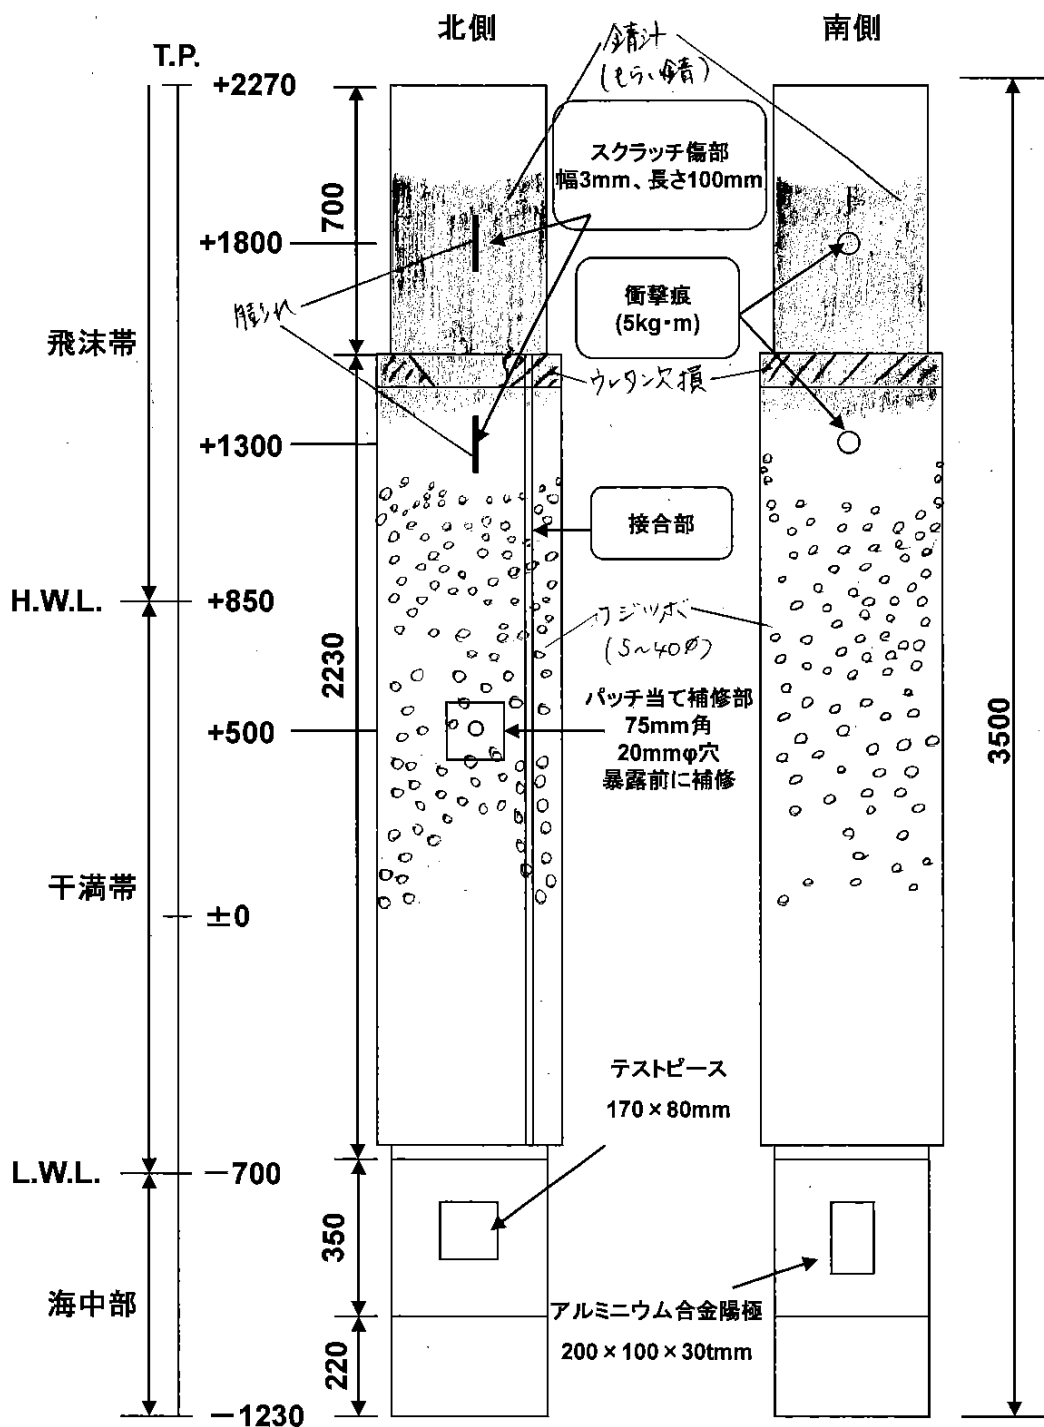 北側
南側
T.P.
錆汁
(もらい錆)
+2270
スクラッチ傷部
幅3mm、長さ100mm
700
+1800
衝撃痕
(5kg・m)
膨れ
飛沫帯
ウレタン欠損
+1300
接合部
H.W.L.
+850
フジツボ
(5~40φ)
2230
パッチ当て補修部
75mm角
20mmφ穴
暴露前に補修
+500
3500
干満帯
±0
テストピース
170×80mm
L.W.L.
-700
350
海中部
アルミニウム合金陽極
200×100×30tmm
220
-1230